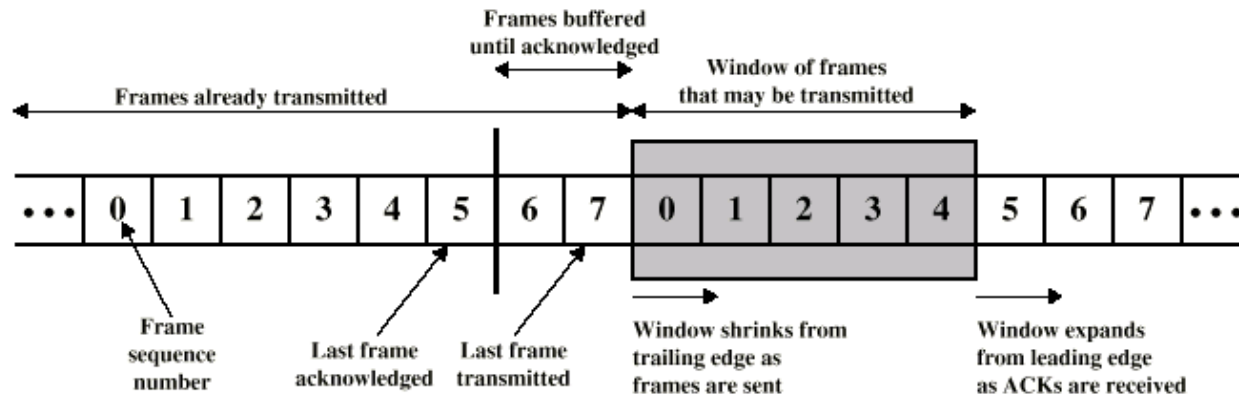 Frames buffered
until acknowledged
Window of frames
that may be transmitted
Frames already transmitted
••• 0 1 2 3 4 5 6 7 0 1 2 3 4 5 6 7 •••
Frame
sequence
number
Last frame
acknowledged
Last frame
transmitted
Window shrinks from
trailing edge as
frames are sent
Window expands
from leading edge
as ACKs are received